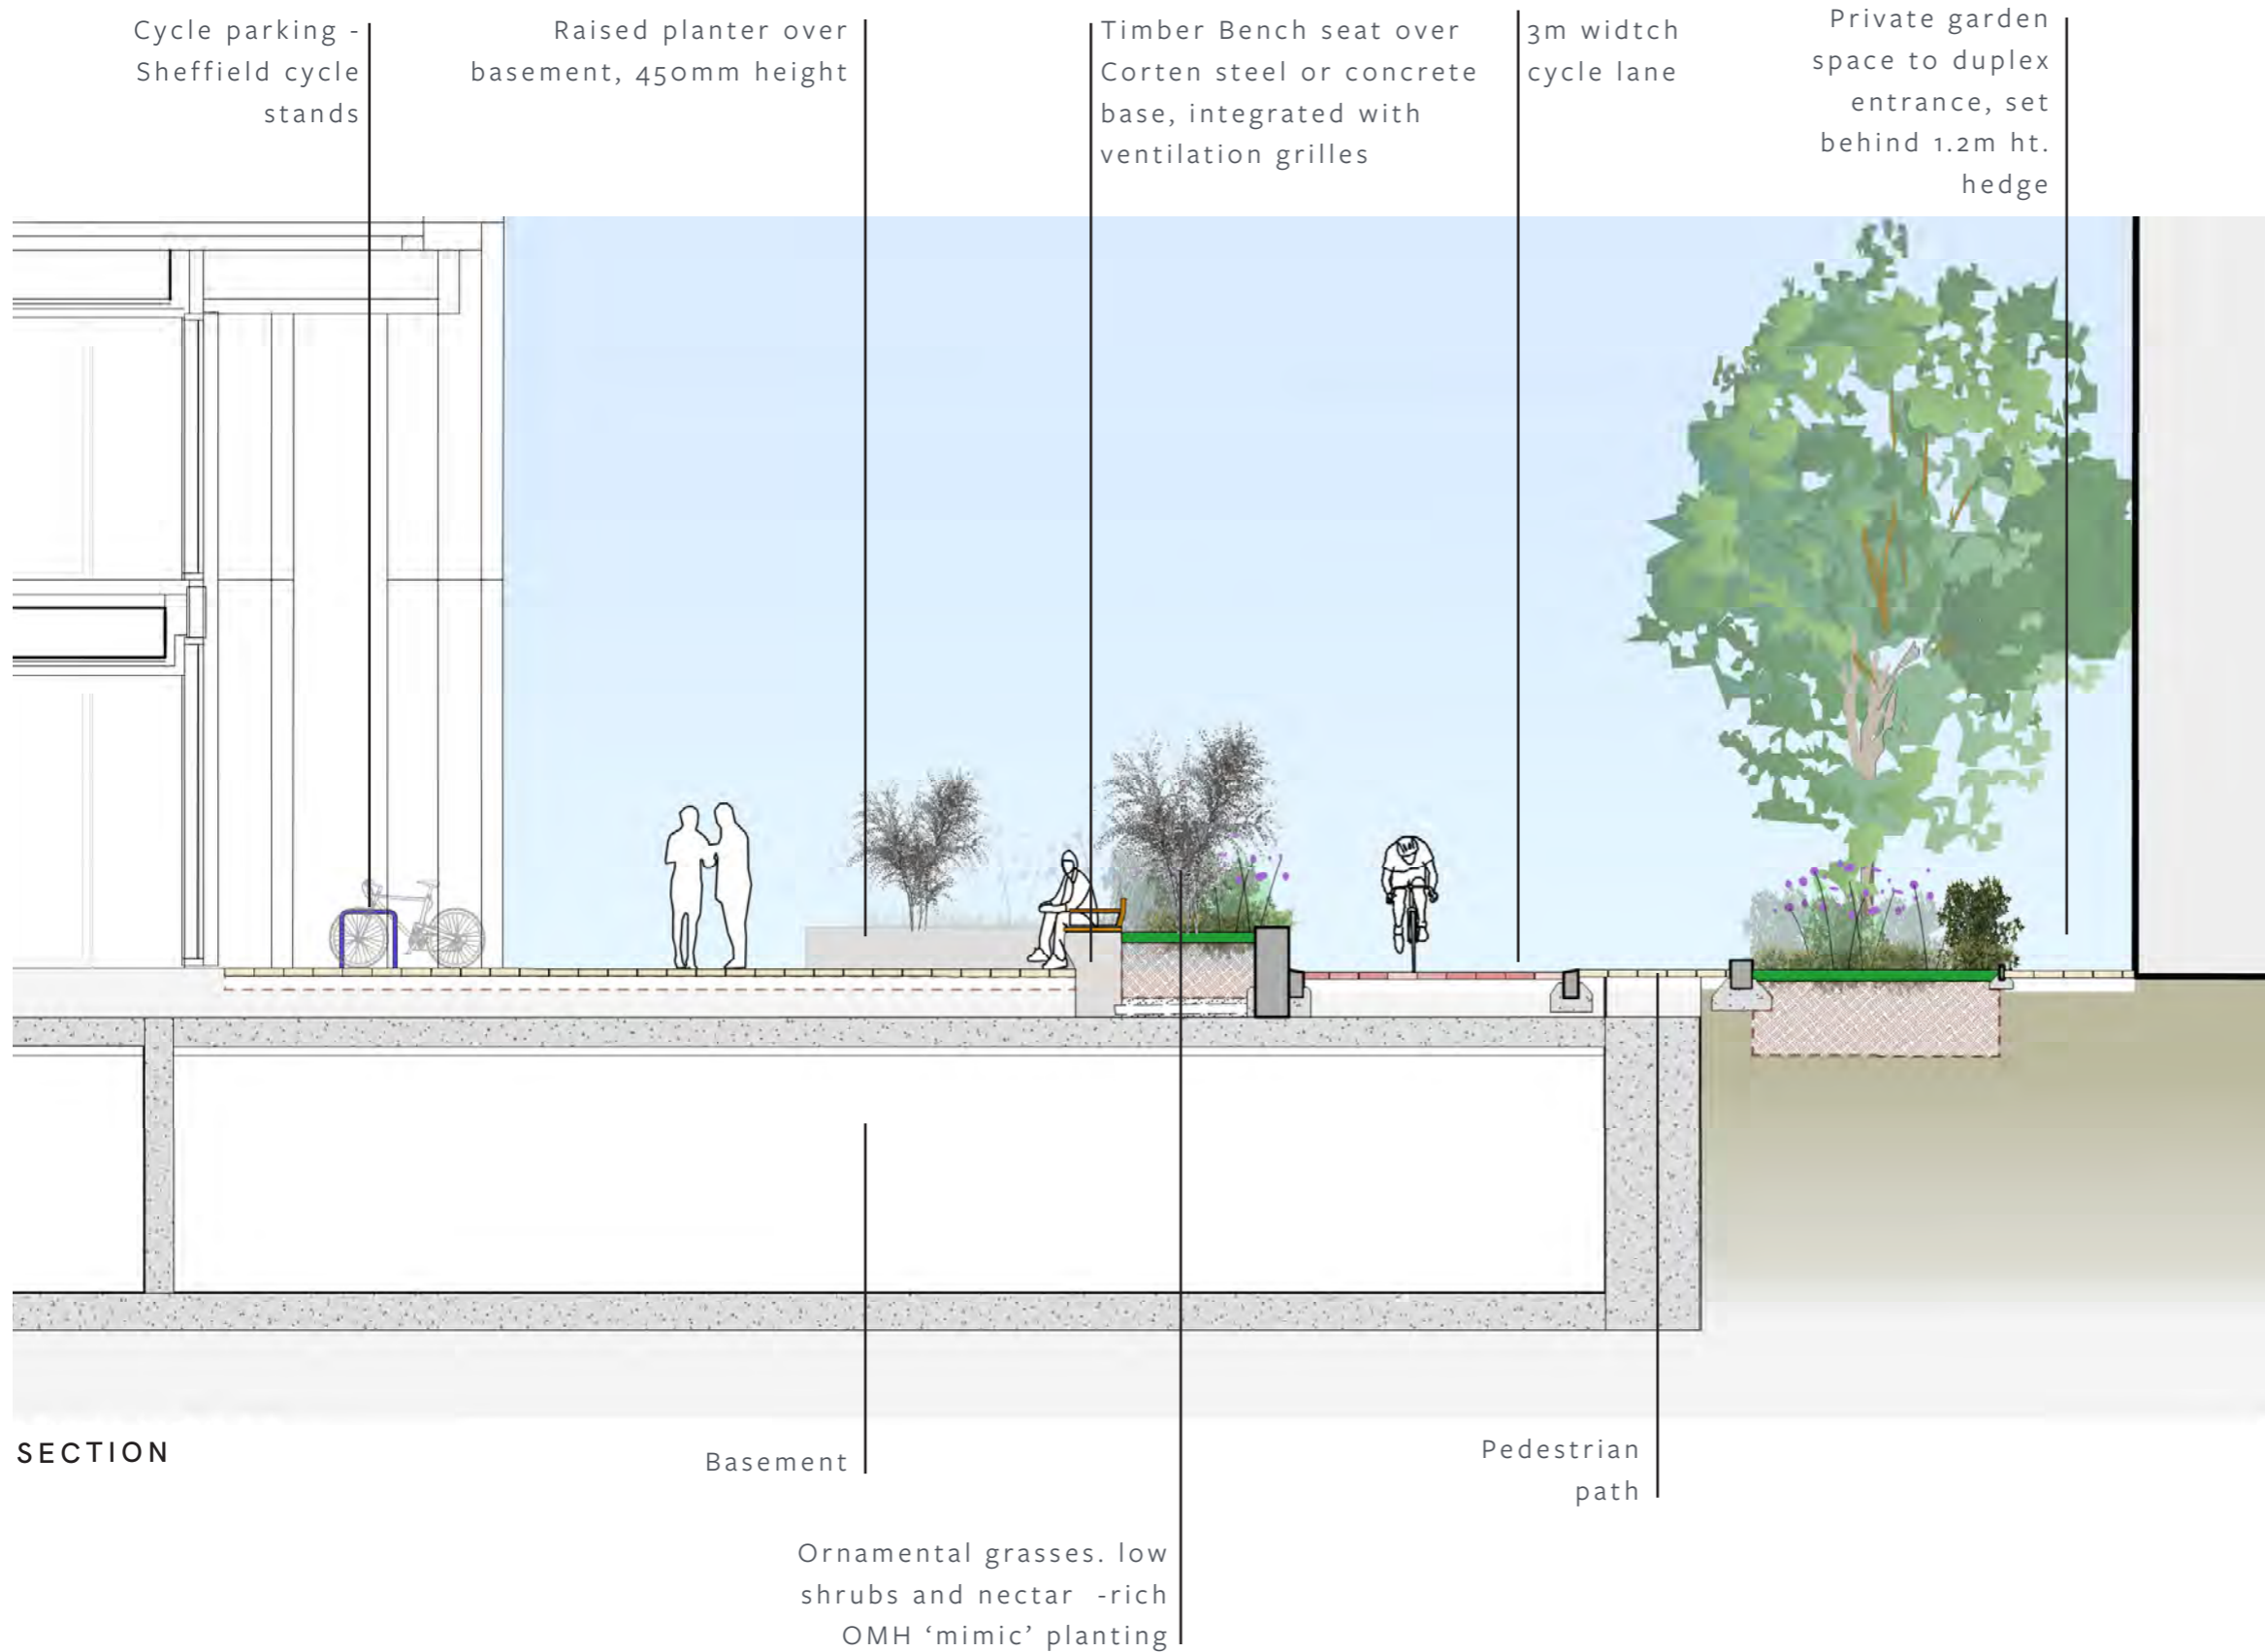 Cycle parking -
Sheffield cycle
stands
Raised planter over
basement, 450mm height
Timber Bench seat over
Corten steel or concrete
base, integrated with
ventilation grilles
3m widtch
cycle lane
Private garden
space to duplex
entrance, set
behind 1.2m ht.
hedge
SECTION
Basement
Pedestrian
path
Ornamental grasses. low
shrubs and nectar -rich
OMH ‘mimic’ planting